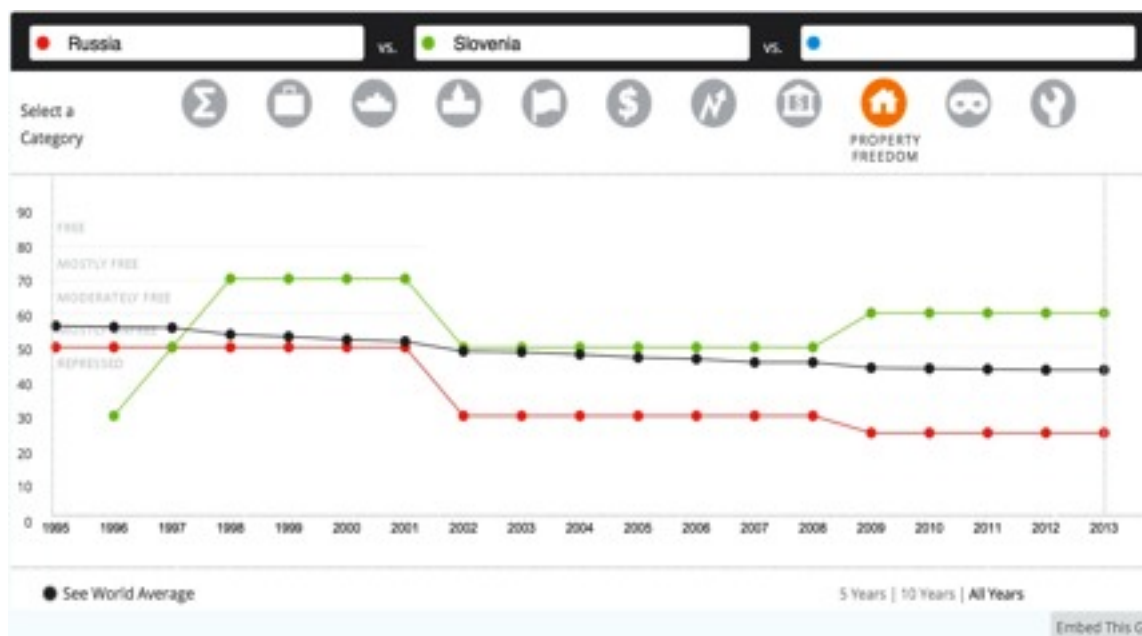 Russia vs. Slovenia vs.
Select a
Category
PROPERTY
FREEDOM
90
FREE
80
MOSTLY FREE
70
MODERATELY FREE
60
50
REPRESSED
40
30
20
10
0
1995 1996 1997 1998 1999 2000 2001 2002 2003 2004 2005 2006 2007 2008 2009 2010 2011 2012 2013
See World Average 5 Years | 10 Years | All Years
Embed This